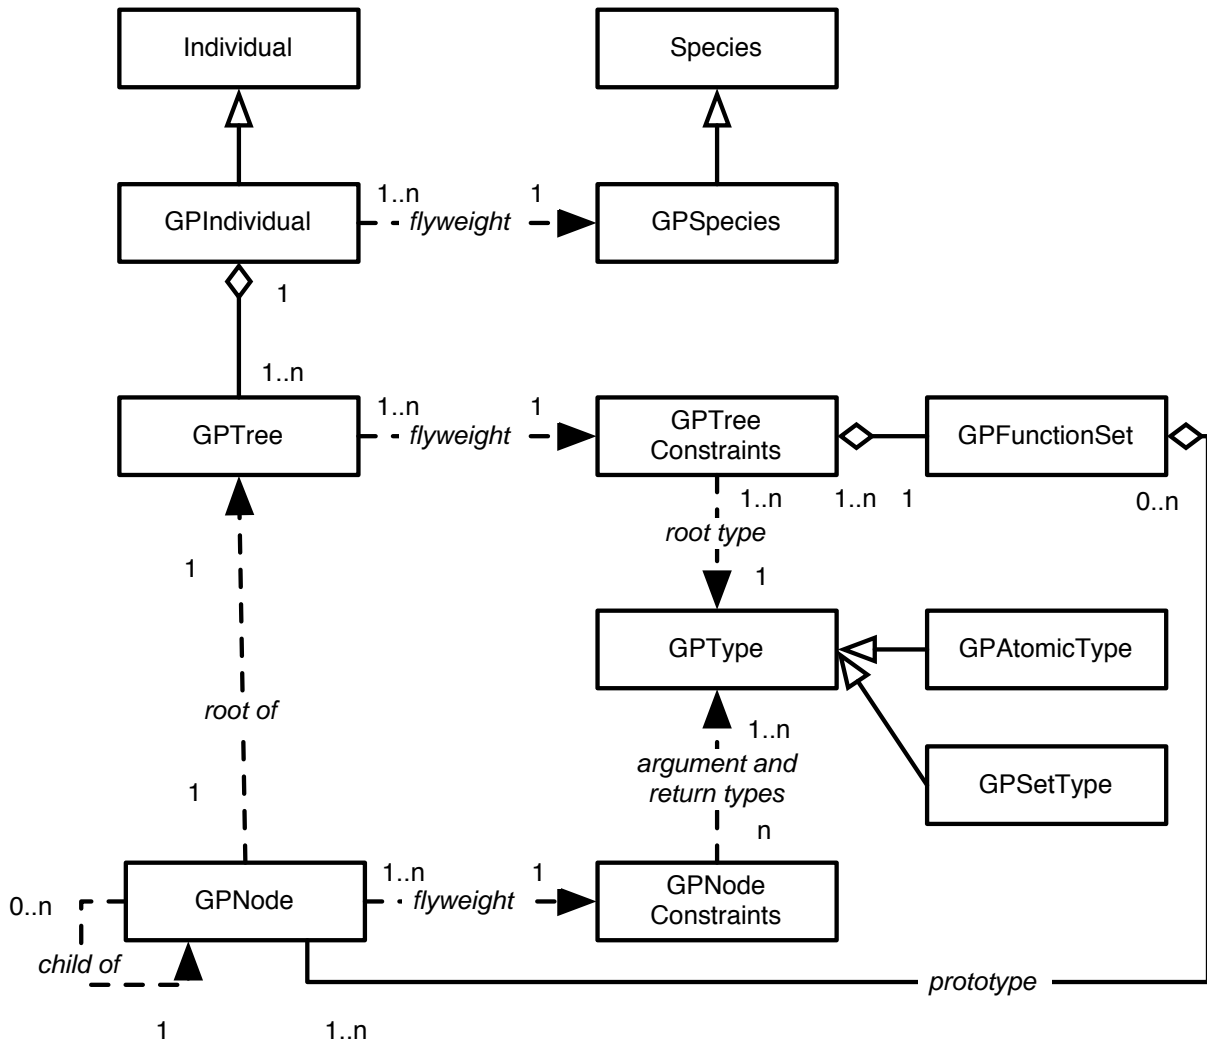 Individual
Species
GPIndividual
1..n
flyweight
1
GPSpecies
1
1..n
GPTree
1..n
flyweight
1
GPTree
Constraints
GPFunctionSet
1..n
1..n
1
0..n
root type
1
1
GPType
GPAtomicType
root of
1..n
argument and
return types
GPSetType
1
n
GPNode
1..n
flyweight
1
GPNode
Constraints
0..n
child of
prototype
1
1..n